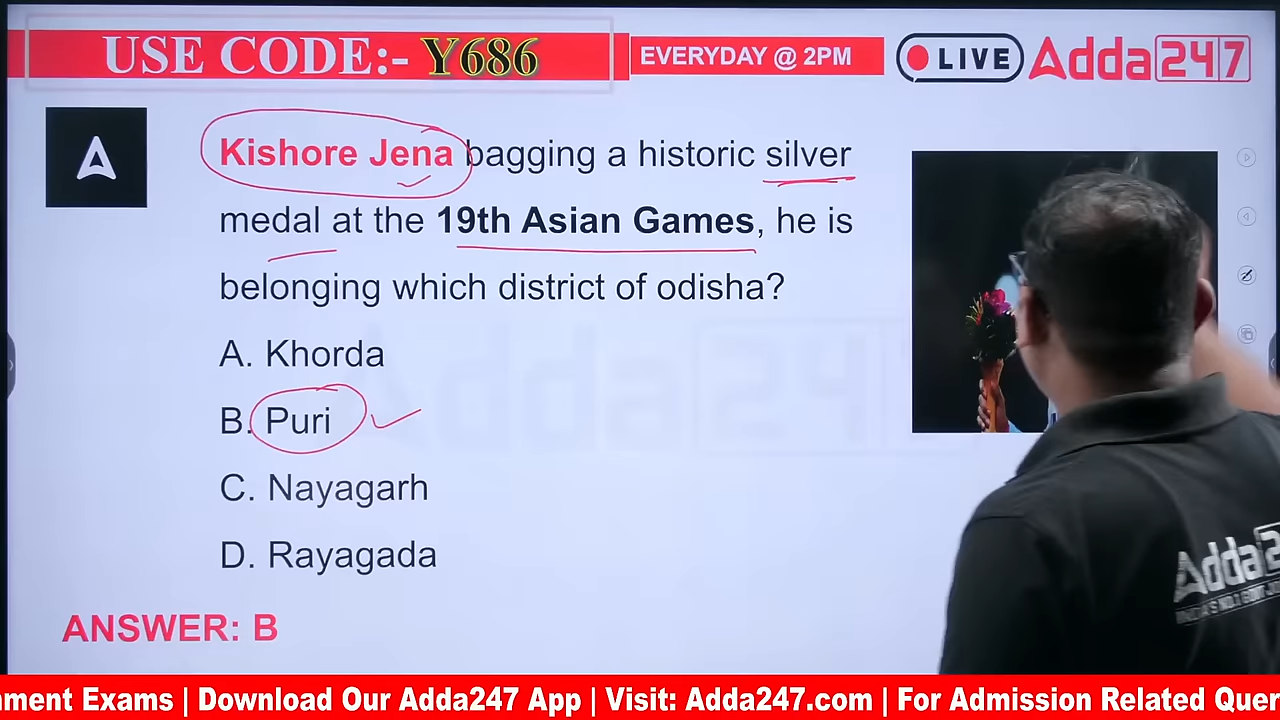 USE CODE:- Y686
EVERYDAY @ 2PM
LIVE
Adda247
Kishore Jena bagging a historic silver
medal at the 19th Asian Games, he is
belonging which district of odisha?
A. Khorda
B. Puri
C. Nayagarh
D. Rayagada
ANSWER: B
Adda2
nment Exams | Download Our Adda247 App | Visit: Adda247.com | For Admission Related Quer